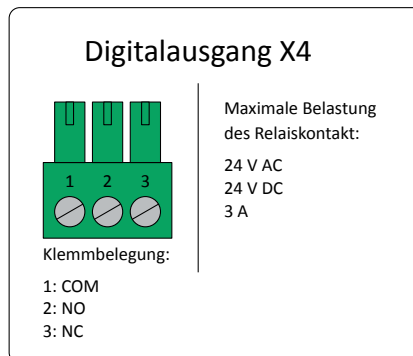 Digitalausgang X4
1 2 3
Klemmbelegung:
1: COM
2: NO
3: NC
Maximale Belastung
des Relaiskontakt:
24 V AC
24 V DC
3 A